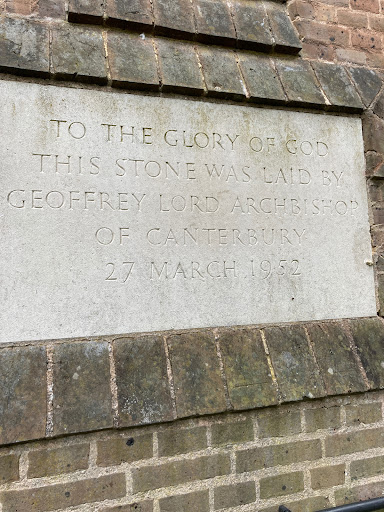 TO THE GLORY OF GOD
THIS STONE WAS LAID BY
GEOFFREY LORD ARCHBISHOP
OF CANTERBURY
27 MARCH 1952